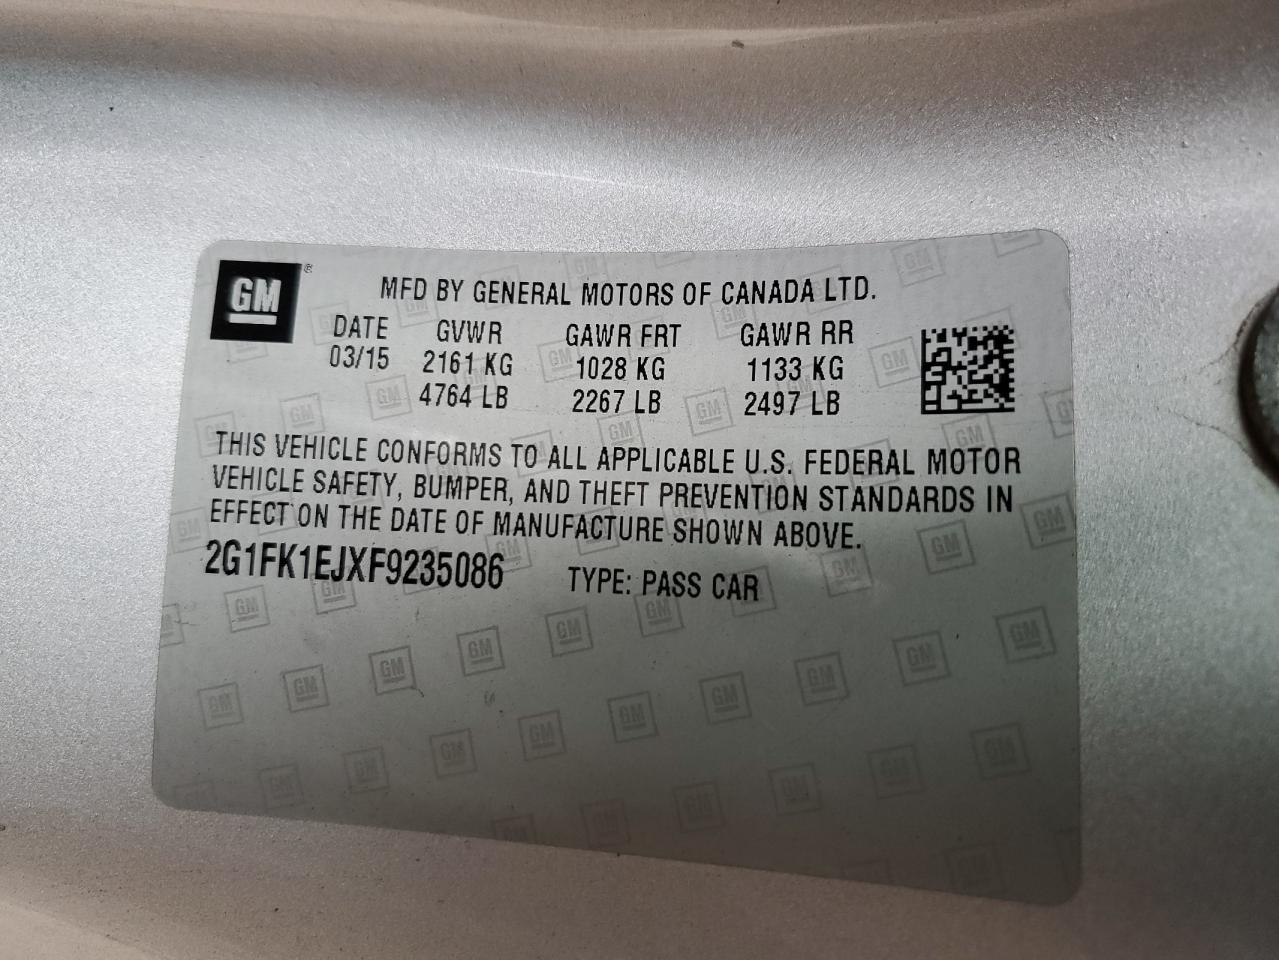 GM ®
MFD BY GENERAL MOTORS OF CANADA LTD.
DATE GVWR GAWR FRT GAWR RR
03/15 2161 KG 1028 KG 1133 KG
4764 LB 2267 LB 2497 LB
THIS VEHICLE CONFORMS TO ALL APPLICABLE U.S. FEDERAL MOTOR
VEHICLE SAFETY, BUMPER, AND THEFT PREVENTION STANDARDS IN
EFFECT ON THE DATE OF MANUFACTURE SHOWN ABOVE.
2G1FK1EJXF9235086 TYPE: PASS CAR